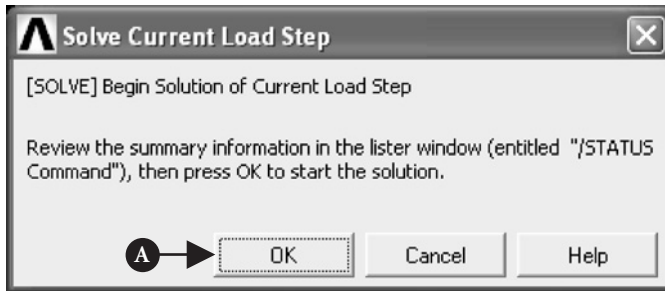 Solve Current Load Step
[SOLVE] Begin Solution of Current Load Step
Review the summary information in the lister window (entitled "/STATUS
Command"), then press OK to start the solution.
A OK Cancel Help